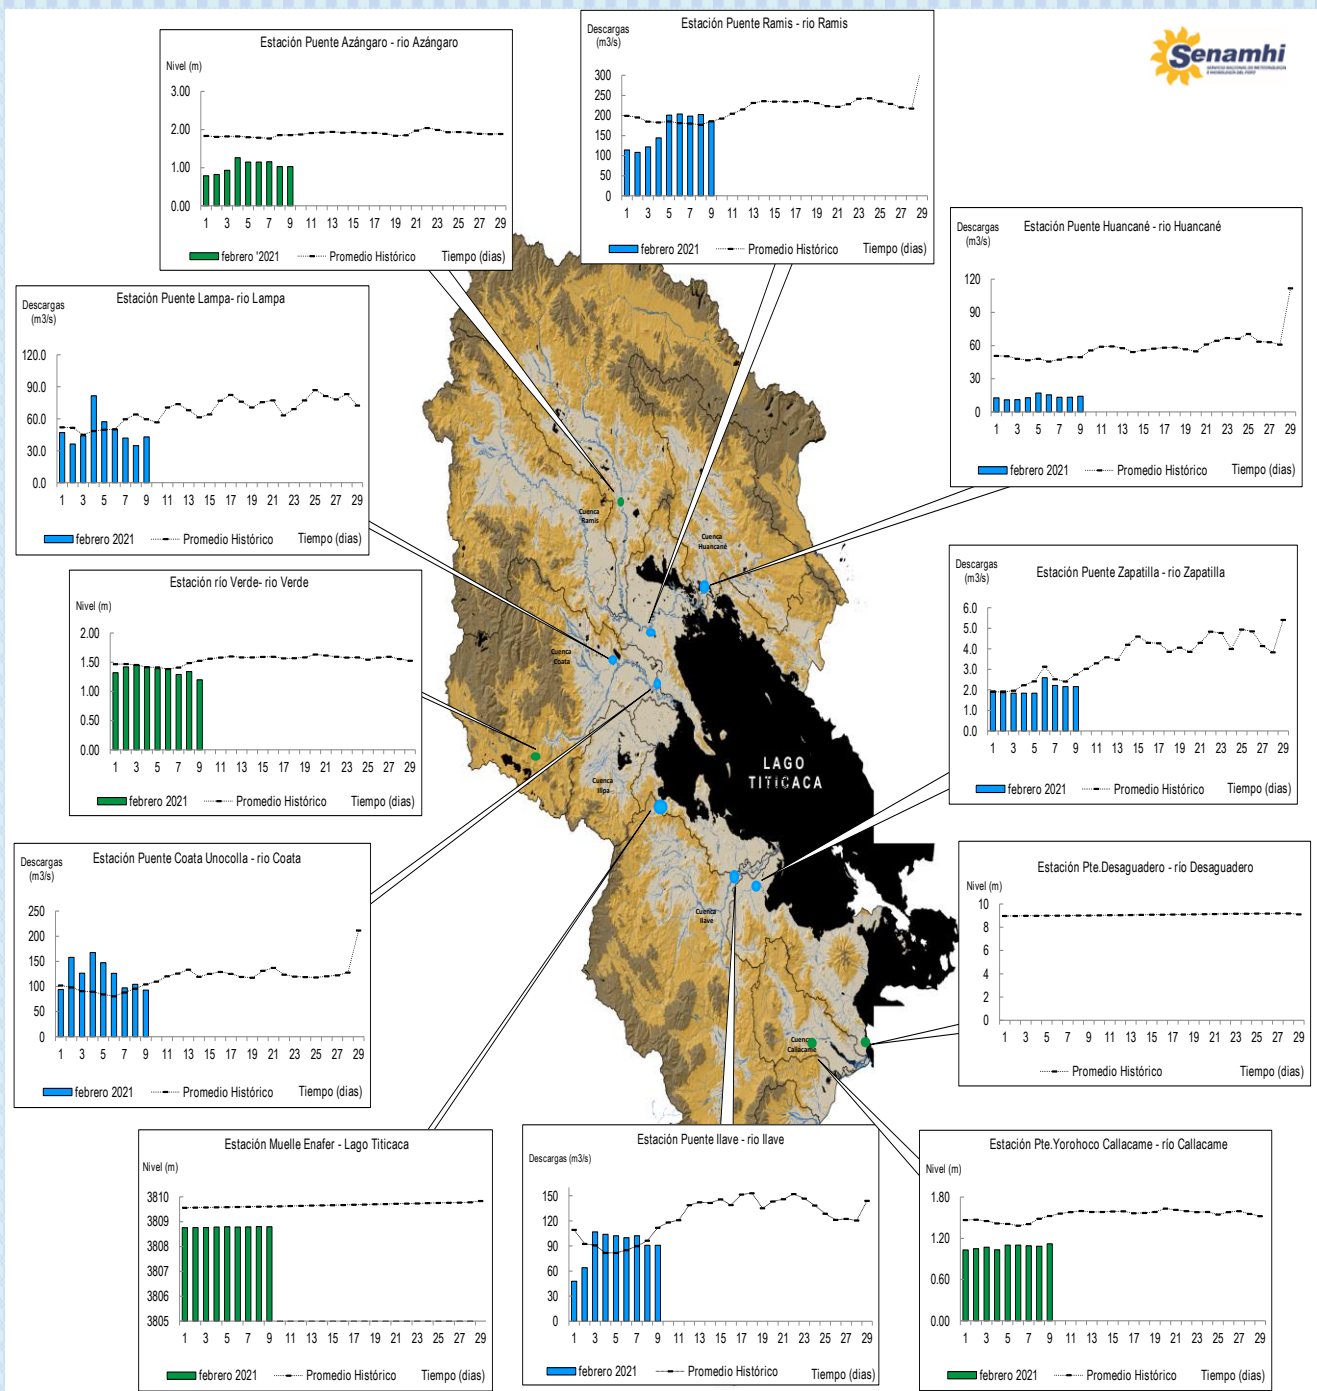 Senamhi
SERVICIO NACIONAL DE METEOROLOGÍA
E HIDROLOGÍA DEL PERÚ
Estación Puente Azángaro - rio Azángaro
Nivel (m)
3.00
2.00
1.00
0.00
1 3 5 7 9 11 13 15 17 19 21 23 25 27 29
febrero '2021 Promedio Histórico Tiempo (dias)
Estación Puente Ramis - rio Ramis
Descargas
(m3/s)
300
250
200
150
100
50
0
1 3 5 7 9 11 13 15 17 19 21 23 25 27 29
febrero 2021 Promedio Histórico Tiempo (dias)
Estación Puente Huancané - rio Huancané
Descargas
(m3/s)
120
90
60
30
0
1 3 5 7 9 11 13 15 17 19 21 23 25 27 29
febrero 2021 Promedio Histórico Tiempo (dias)
Estación Puente Lampa- rio Lampa
Descargas
(m3/s)
120.0
90.0
60.0
30.0
0.0
1 3 5 7 9 11 13 15 17 19 21 23 25 27 29
febrero 2021 Promedio Histórico Tiempo (dias)
Estación río Verde- rio Verde
Nivel (m)
2.00
1.50
1.00
0.50
0.00
1 3 5 7 9 11 13 15 17 19 21 23 25 27 29
febrero 2021 Promedio Histórico Tiempo (dias)
Estación Puente Zapatilla - rio Zapatilla
Descargas
(m3/s)
6.0
5.0
4.0
3.0
2.0
1.0
0.0
1 3 5 7 9 11 13 15 17 19 21 23 25 27 29
febrero 2021 Promedio Histórico Tiempo (dias)
Cuenca
Ramis
Cuenca
Huancané
Cuenca
Coata
Cuenca
Illpa
LAGO
TITICACA
Cuenca
Ilave
Cuenca
Callacame
Estación Puente Coata Unocolla - rio Coata
Descargas
(m3/s)
250
200
150
100
50
0
1 3 5 7 9 11 13 15 17 19 21 23 25 27 29
febrero 2021 Promedio Histórico Tiempo (dias)
Estación Pte.Desaguadero - río Desaguadero
Nivel (m)
10
8
6
4
2
0
1 3 5 7 9 11 13 15 17 19 21 23 25 27 29
Promedio Histórico Tiempo (dias)
Estación Muelle Enafer - Lago Titicaca
Nivel (m)
3810
3809
3808
3807
3806
3805
1 3 5 7 9 11 13 15 17 19 21 23 25 27 29
febrero 2021 Promedio Histórico Tiempo (dias)
Estación Puente Ilave - rio Ilave
Descargas (m3/s)
150
120
90
60
30
0
1 3 5 7 9 11 13 15 17 19 21 23 25 27 29
febrero 2021 Promedio Histórico Tiempo (dias)
Estación Pte.Yorohoco Callacame - río Callacame
Nivel (m)
1.80
1.20
0.60
0.00
1 3 5 7 9 11 13 15 17 19 21 23 25 27 29
febrero 2021 Promedio Histórico Tiempo (dias)